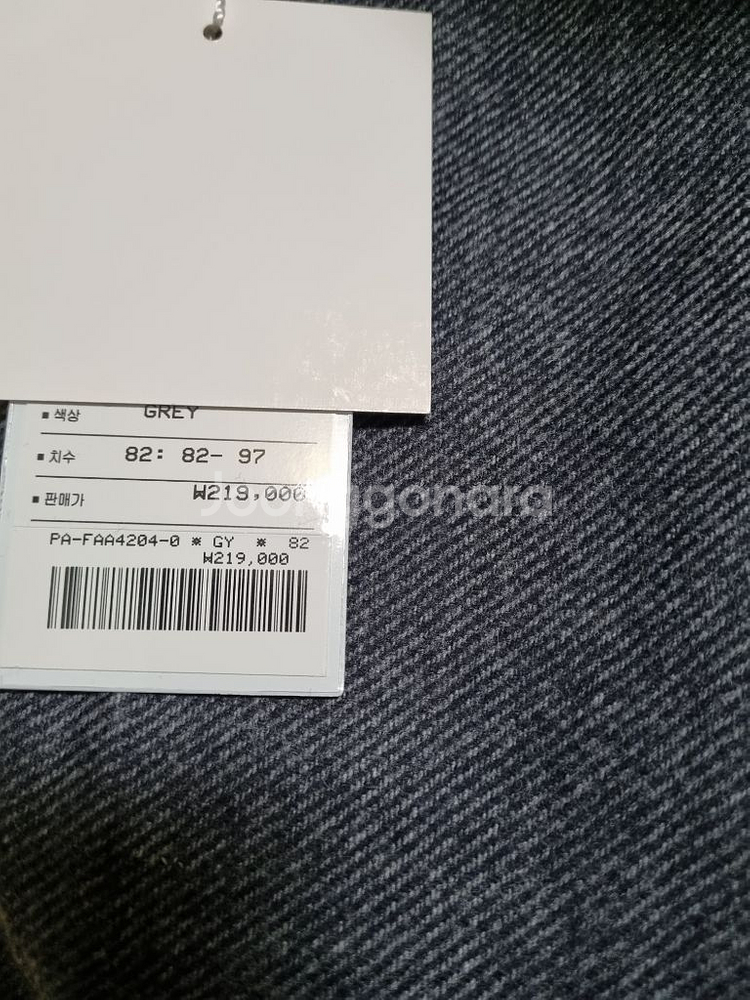 ■ 색상 GREY
■ 치수 82: 82- 97
■ 판매가 ₩219,000
Joonggonara
PA-FAA4204-0 * GY * 82
₩219,000